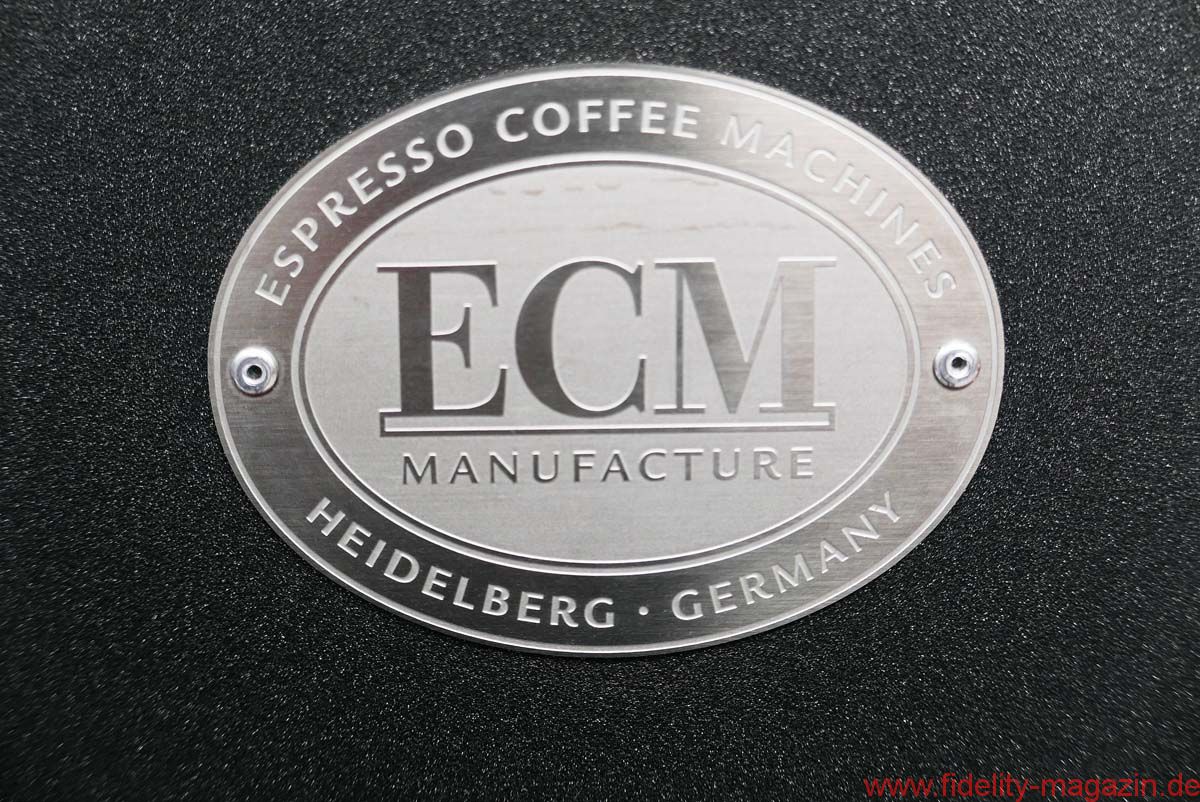 ESPRESSO COFFEE MACHINES
ECM
MANUFACTURE
HEIDELBERG · GERMANY
www.fidelity-magazin.de